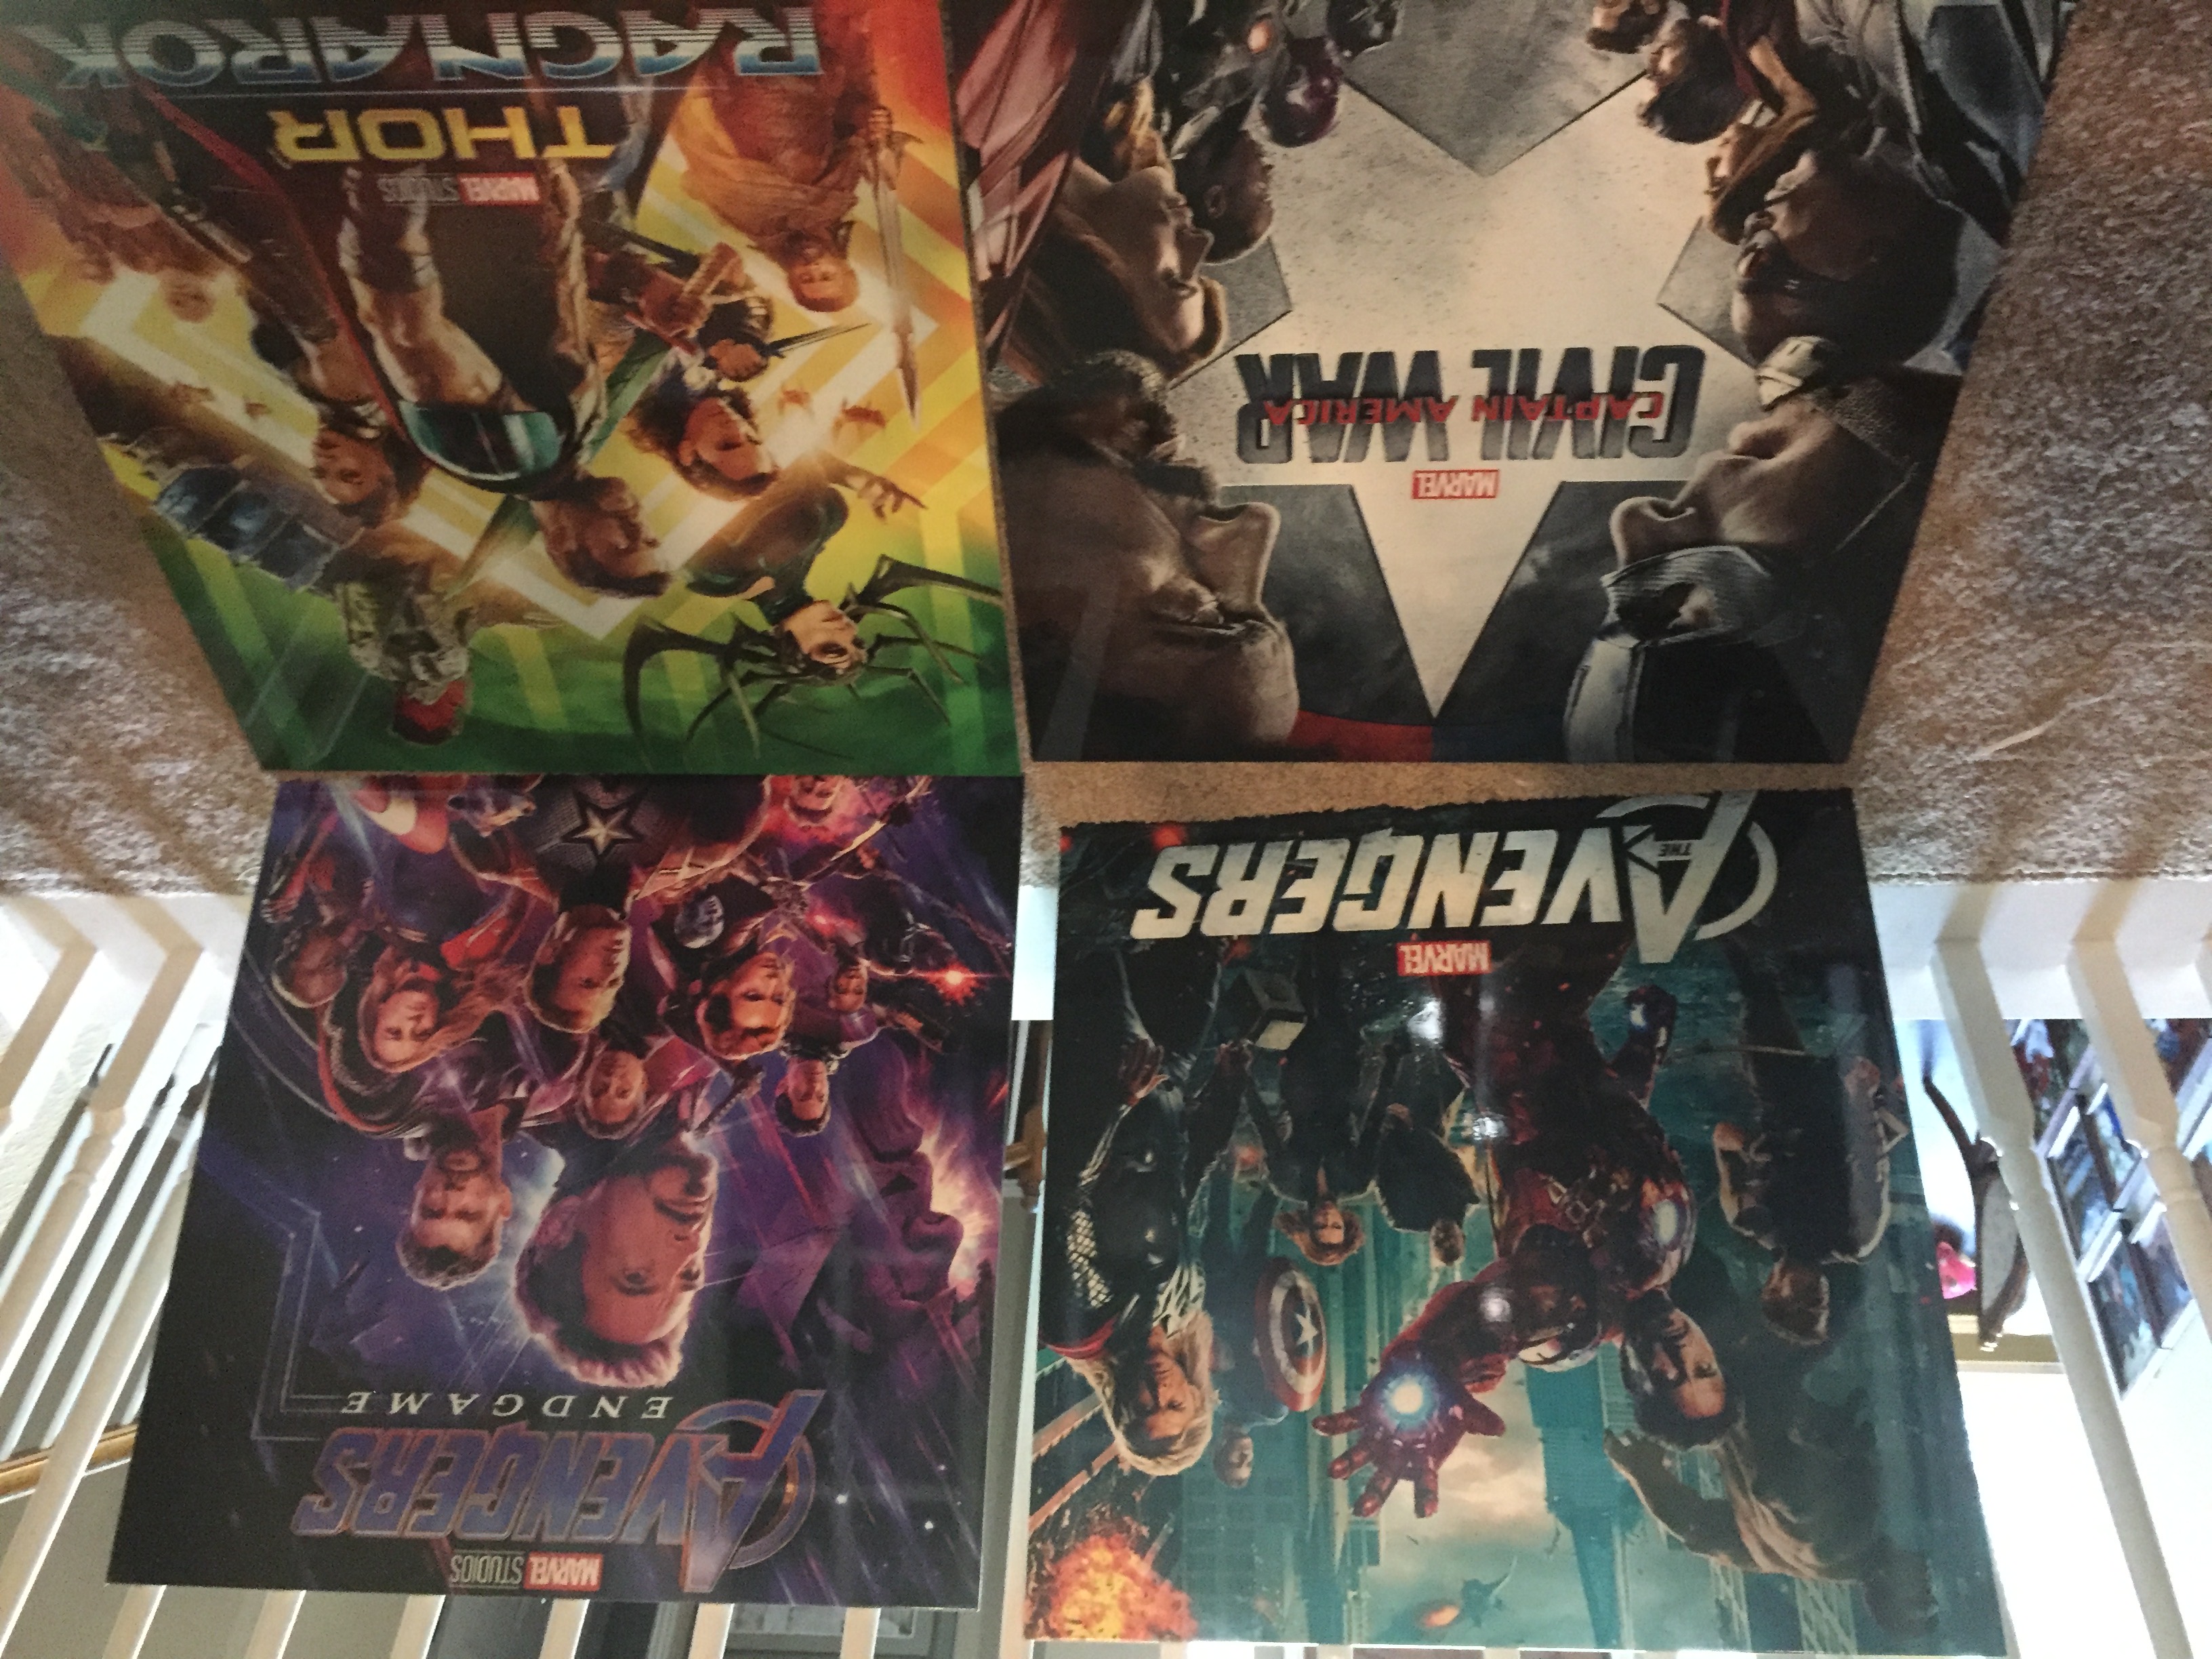 MARVEL
THE AVENGERS
MARVEL STUDIOS
AVENGERS
ENDGAME
MARVEL
CIVIL WAR
CAPTAIN AMERICA
MARVEL STUDIOS
THOR
RAGNAROK